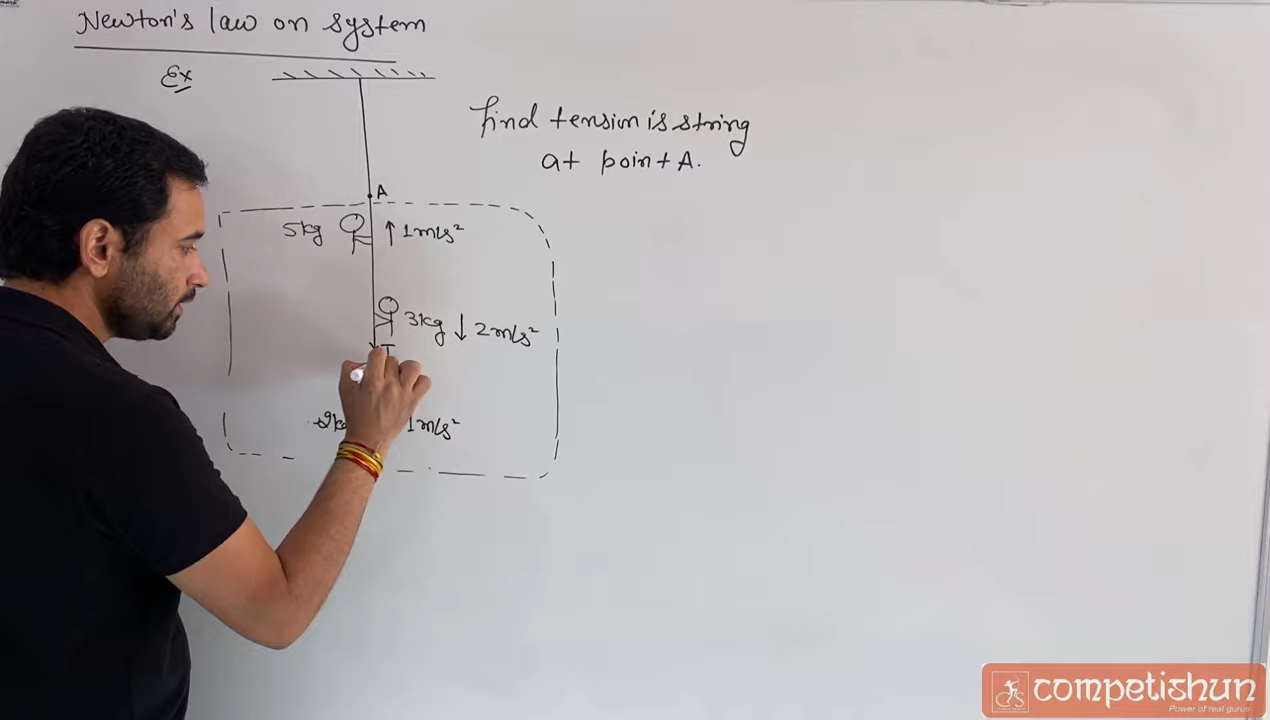 Newton's law on system
Ex
find tension is string
at point A.
A
5kg
↑ 1m/s²
3kg ↓ 2m/s²
T
1m/s²
competishun
Power of real gurus